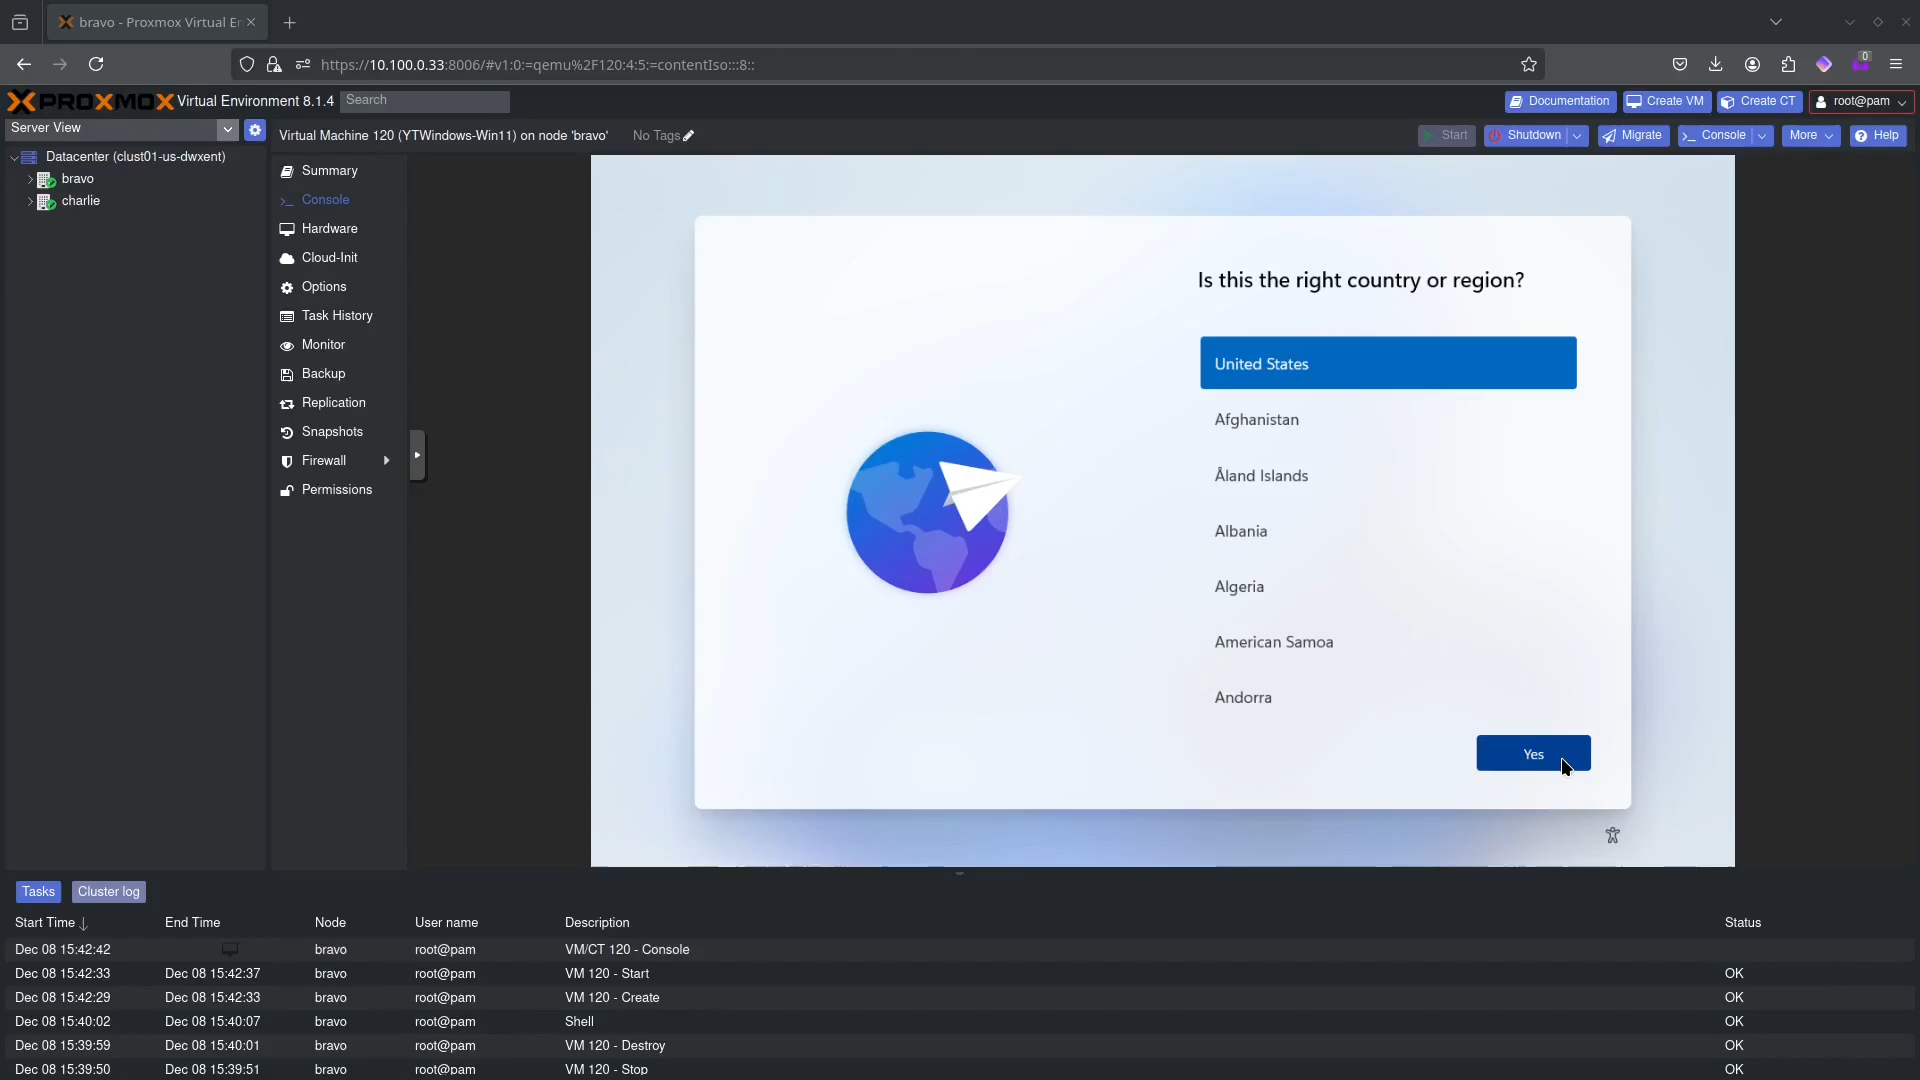 bravo - Proxmox Virtual En
https://10.100.0.33:8006/#v1:0:=qemu%2F120:4:5:=contentIso:::8::
0
PROXMOX Virtual Environment 8.1.4 Search
Documentation Create VM Create CT root@pam
Server View
Virtual Machine 120 (YTWindows-Win11) on node 'bravo' No Tags
Start Shutdown Migrate Console More Help
Datacenter (clust01-us-dwxent)
bravo
charlie
Summary
Console
Hardware
Cloud-Init
Options
Task History
Monitor
Backup
Replication
Snapshots
Firewall
Permissions
Is this the right country or region?
United States
Afghanistan
Åland Islands
Albania
Algeria
American Samoa
Andorra
Yes
Tasks Cluster log
Start Time End Time Node User name Description Status
Dec 08 15:42:42 bravo root@pam VM/CT 120 - Console
Dec 08 15:42:33 Dec 08 15:42:37 bravo root@pam VM 120 - Start OK
Dec 08 15:42:29 Dec 08 15:42:33 bravo root@pam VM 120 - Create OK
Dec 08 15:40:02 Dec 08 15:40:07 bravo root@pam Shell OK
Dec 08 15:39:59 Dec 08 15:40:01 bravo root@pam VM 120 - Destroy OK
Dec 08 15:39:50 Dec 08 15:39:51 bravo root@pam VM 120 - Stop OK